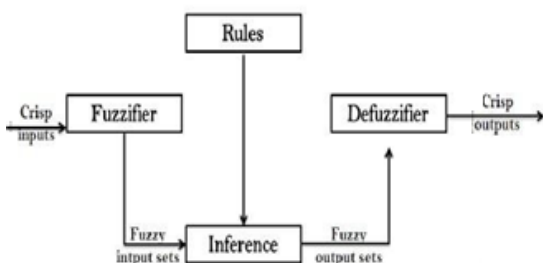 Rules
Crisp
inputs
Fuzzifier
Defuzzifier
Crisp
outputs
Fuzzy
intput sets
Inference
Fuzzy
output sets